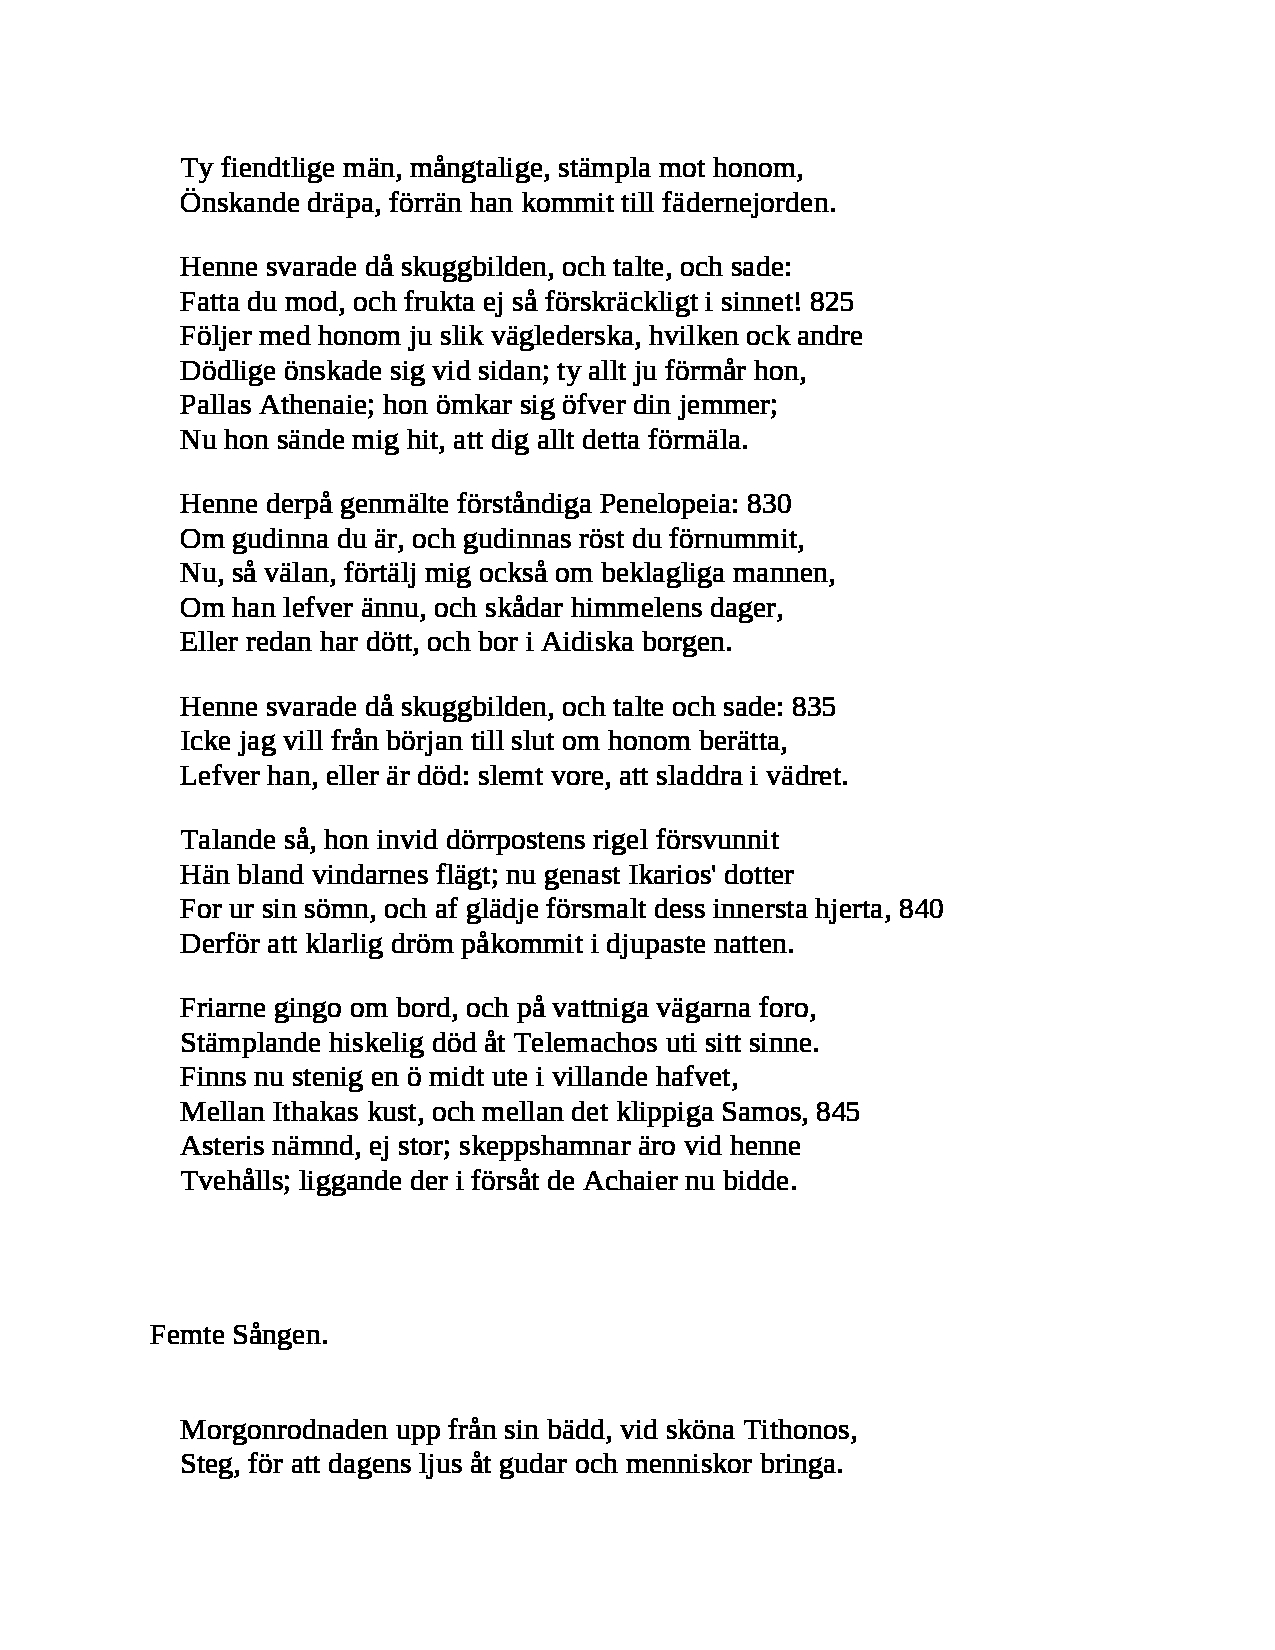 Ty fiendtlige män, mångtalige, stämpla mot honom,
Önskande dräpa, förrän han kommit till fädernejorden.
Henne svarade då skuggbilden, och talte, och sade:
Fatta du mod, och frukta ej så förskräckligt i sinnet! 825
Följer med honom ju slik väglederska, hvilken ock andre
Dödlige önskade sig vid sidan; ty allt ju förmår hon,
Pallas Athenaie; hon ömkar sig öfver din jemmer;
Nu hon sände mig hit, att dig allt detta förmäla.
Henne derpå genmälte förståndiga Penelopeia: 830
Om gudinna du är, och gudinnas röst du förnummit,
Nu, så välan, förtälj mig också om beklagliga mannen,
Om han lefver ännu, och skådar himmelens dager,
Eller redan har dött, och bor i Aidiska borgen.
Henne svarade då skuggbilden, och talte och sade: 835
Icke jag vill från början till slut om honom berätta,
Lefver han, eller är död: slemt vore, att sladdra i vädret.
Talande så, hon invid dörrpostens rigel försvunnit
Hän bland vindarnes flägt; nu genast Ikarios' dotter
For ur sin sömn, och af glädje försmalt dess innersta hjerta, 840
Derför att klarlig dröm påkommit i djupaste natten.
Friarne gingo om bord, och på vattniga vägarna foro,
Stämplande hiskelig död åt Telemachos uti sitt sinne.
Finns nu stenig en ö midt ute i villande hafvet,
Mellan Ithakas kust, och mellan det klippiga Samos, 845
Asteris nämnd, ej stor; skeppshamnar äro vid henne
Tvehålls; liggande der i försåt de Achaier nu bidde.
Femte Sången.
Morgonrodnaden upp från sin bädd, vid sköna Tithonos,
Steg, för att dagens ljus åt gudar och menniskor bringa.